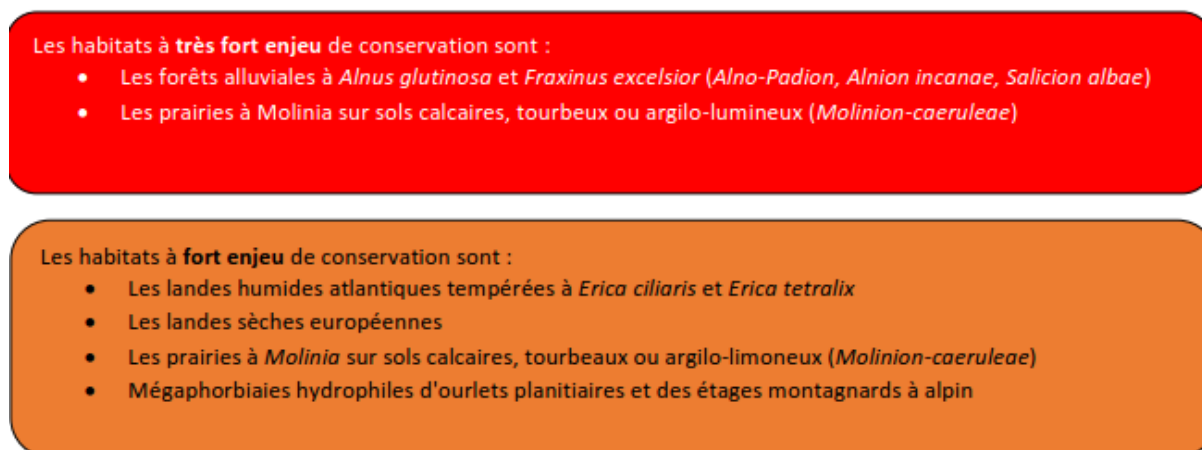 Les habitats à très fort enjeu de conservation sont :
• Les forêts alluviales à Alnus glutinosa et Fraxinus excelsior (Alno-Padion, Alnion incanae, Salicion albae)
• Les prairies à Molinia sur sols calcaires, tourbeux ou argilo-lumineux (Molinion-caeruleae)
Les habitats à fort enjeu de conservation sont :
• Les landes humides atlantiques tempérées à Erica ciliaris et Erica tetralix
• Les landes sèches européennes
• Les prairies à Molinia sur sols calcaires, tourbeaux ou argilo-limoneux (Molinion-caeruleae)
• Mégaphorbiaies hydrophiles d'ourlets planitiaires et des étages montagnards à alpin